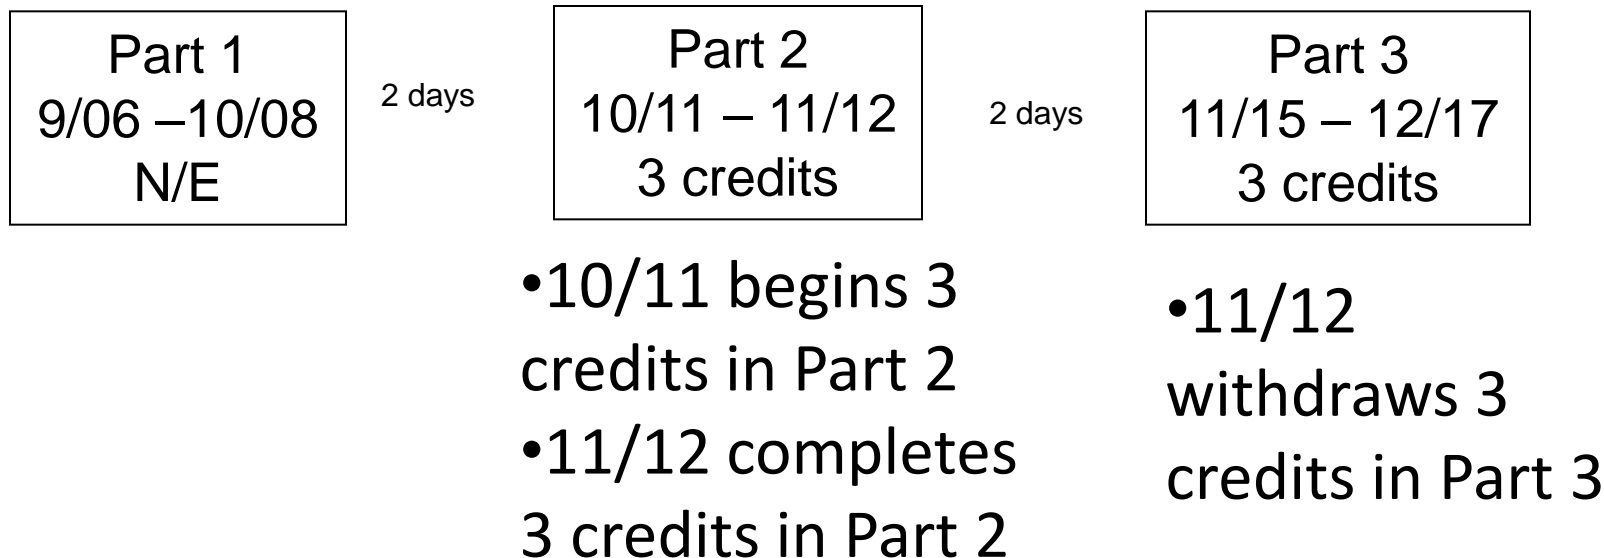 Part 1
9/06 –10/08
N/E
2 days
Part 2
10/11 – 11/12
3 credits
2 days
Part 3
11/15 – 12/17
3 credits
•10/11 begins 3
credits in Part 2
•11/12 completes
3 credits in Part 2
•11/12
withdraws 3
credits in Part 3